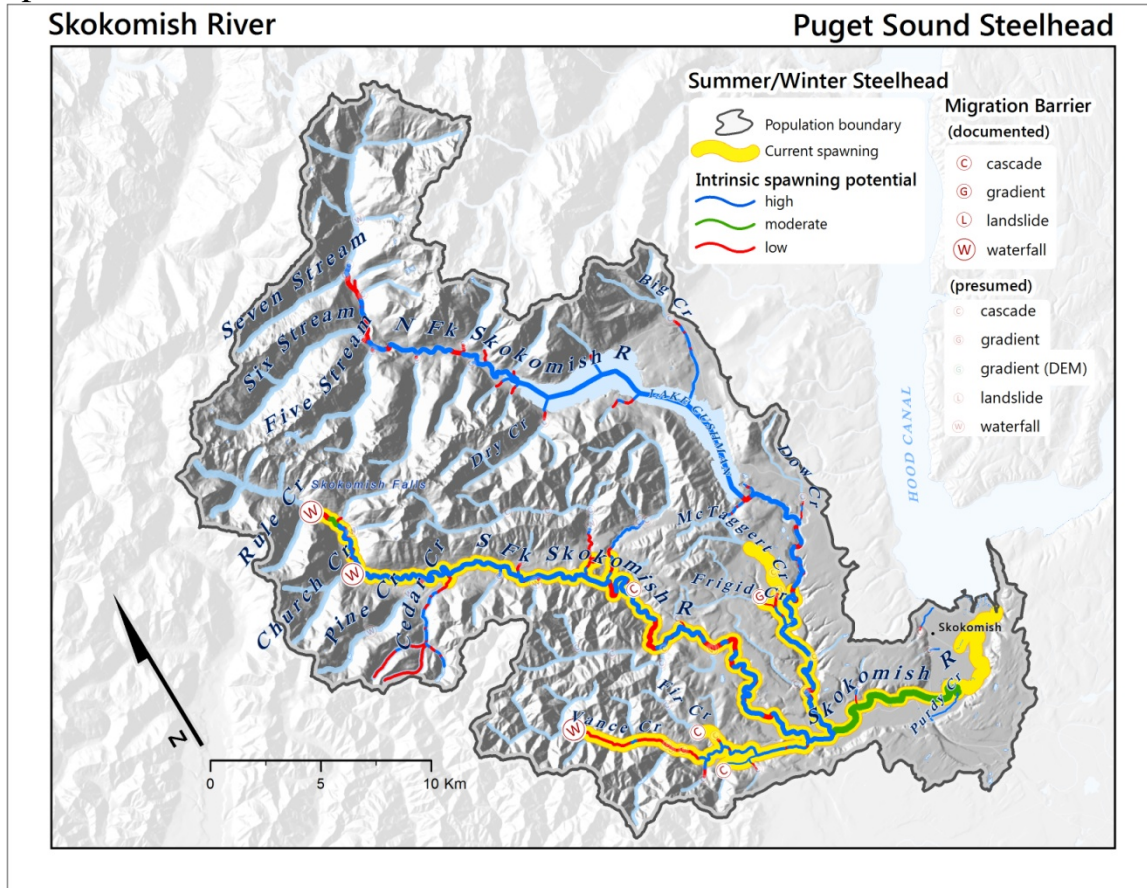 Skokomish River
Puget Sound Steelhead
Summer/Winter Steelhead
Population boundary
Current spawning
Intrinsic spawning potential
high
moderate
low
Migration Barrier
(documented)
C cascade
G gradient
L landslide
W waterfall
(presumed)
C cascade
G gradient
gradient (DEM)
L landslide
W waterfall
Seven Stream
Six Stream
Five Stream
N Fk Skokomish R
Big Cr
LAKE CUSHMAN
HOOD CANAL
Dry Cr
Dow Cr
Skokomish Falls
McTaggert Cr
Rule Cr
W
Church Cr
W
Pine Cr
Cedar Cr
S Fk Skokomish R
C
Frigid Cr
G
Skokomish
Skokomish R
Purdy Cr
Fir Cr
Vance Cr
W
C
C
N
0 5 10 Km